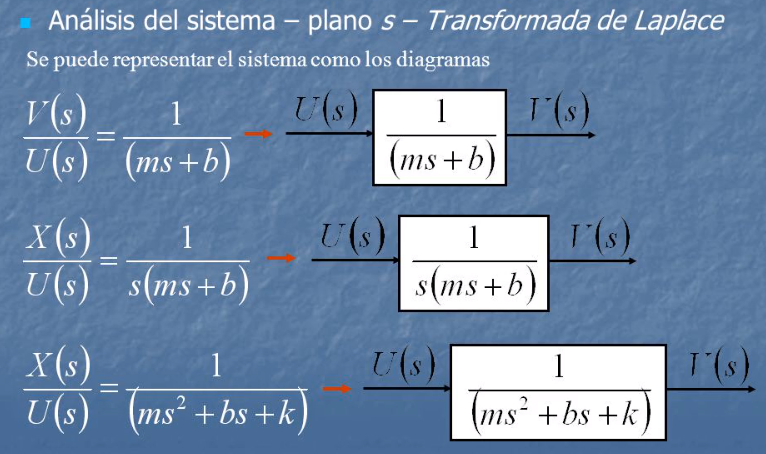 Análisis del sistema – plano s – Transformada de Laplace
Se puede representar el sistema como los diagramas
V(s)/U(s) = 1/(ms + b) → U(s) → 1/(ms + b) → V(s)
X(s)/U(s) = 1/s(ms + b) → U(s) → 1/s(ms + b) → V(s)
X(s)/U(s) = 1/(ms² + bs + k) → U(s) → 1/(ms² + bs + k) → V(s)